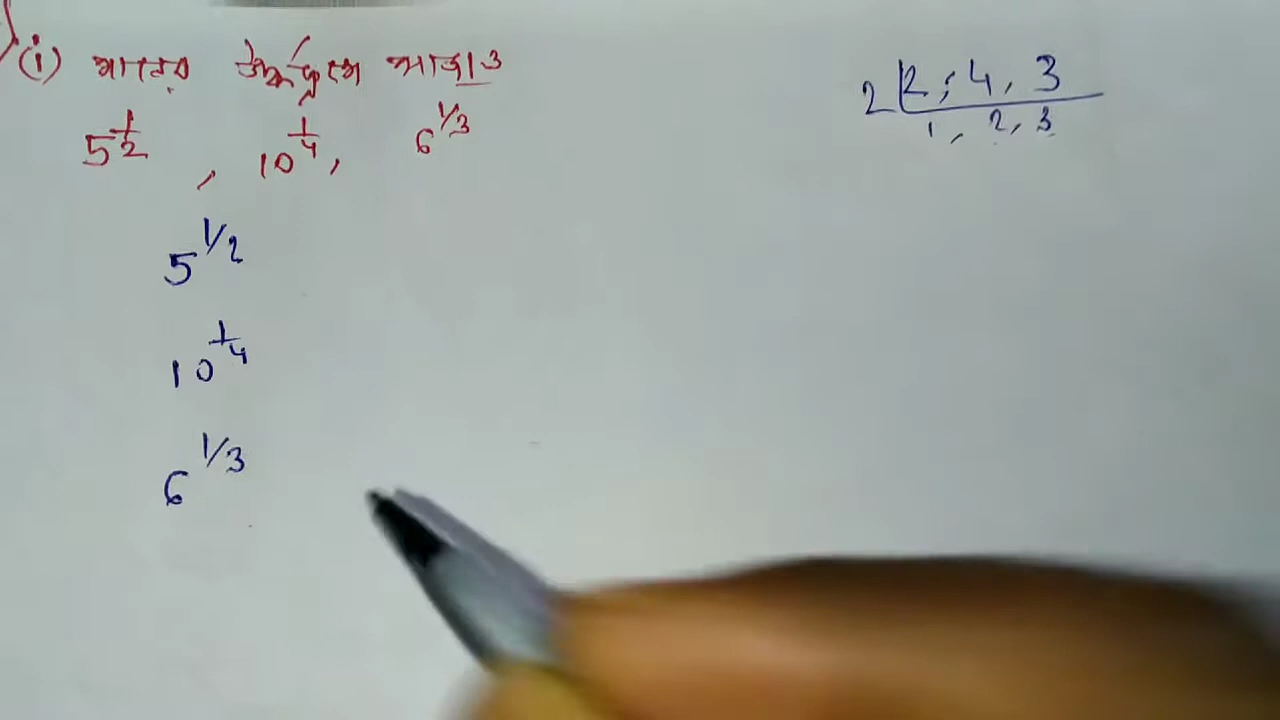 (i) মানের ঊর্ধ্বক্রমে সাজাও
5^1/2 , 10^1/4, 6^1/3
2 | 2, 4, 3
1, 2, 3
5^1/2
10^1/4
6^1/3